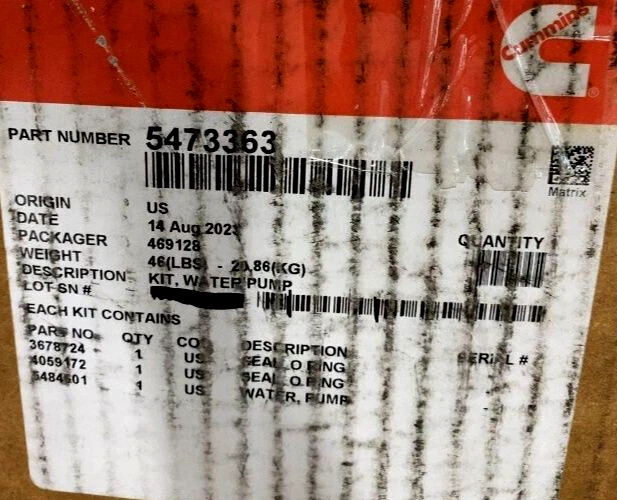 Cummins
PART NUMBER 5473363
Matrix
ORIGIN US
DATE 14 Aug 2023
PACKAGER 469128
QUANTITY
WEIGHT 46(LBS) - 20.86(KG)
DESCRIPTION KIT, WATER PUMP
LOT SN #
EACH KIT CONTAINS
PART NO. QTY CO DESCRIPTION SERIAL #
3678724 1 US SEAL, O RING
4059172 1 US SEAL, O RING
5484601 1 US WATER, PUMP